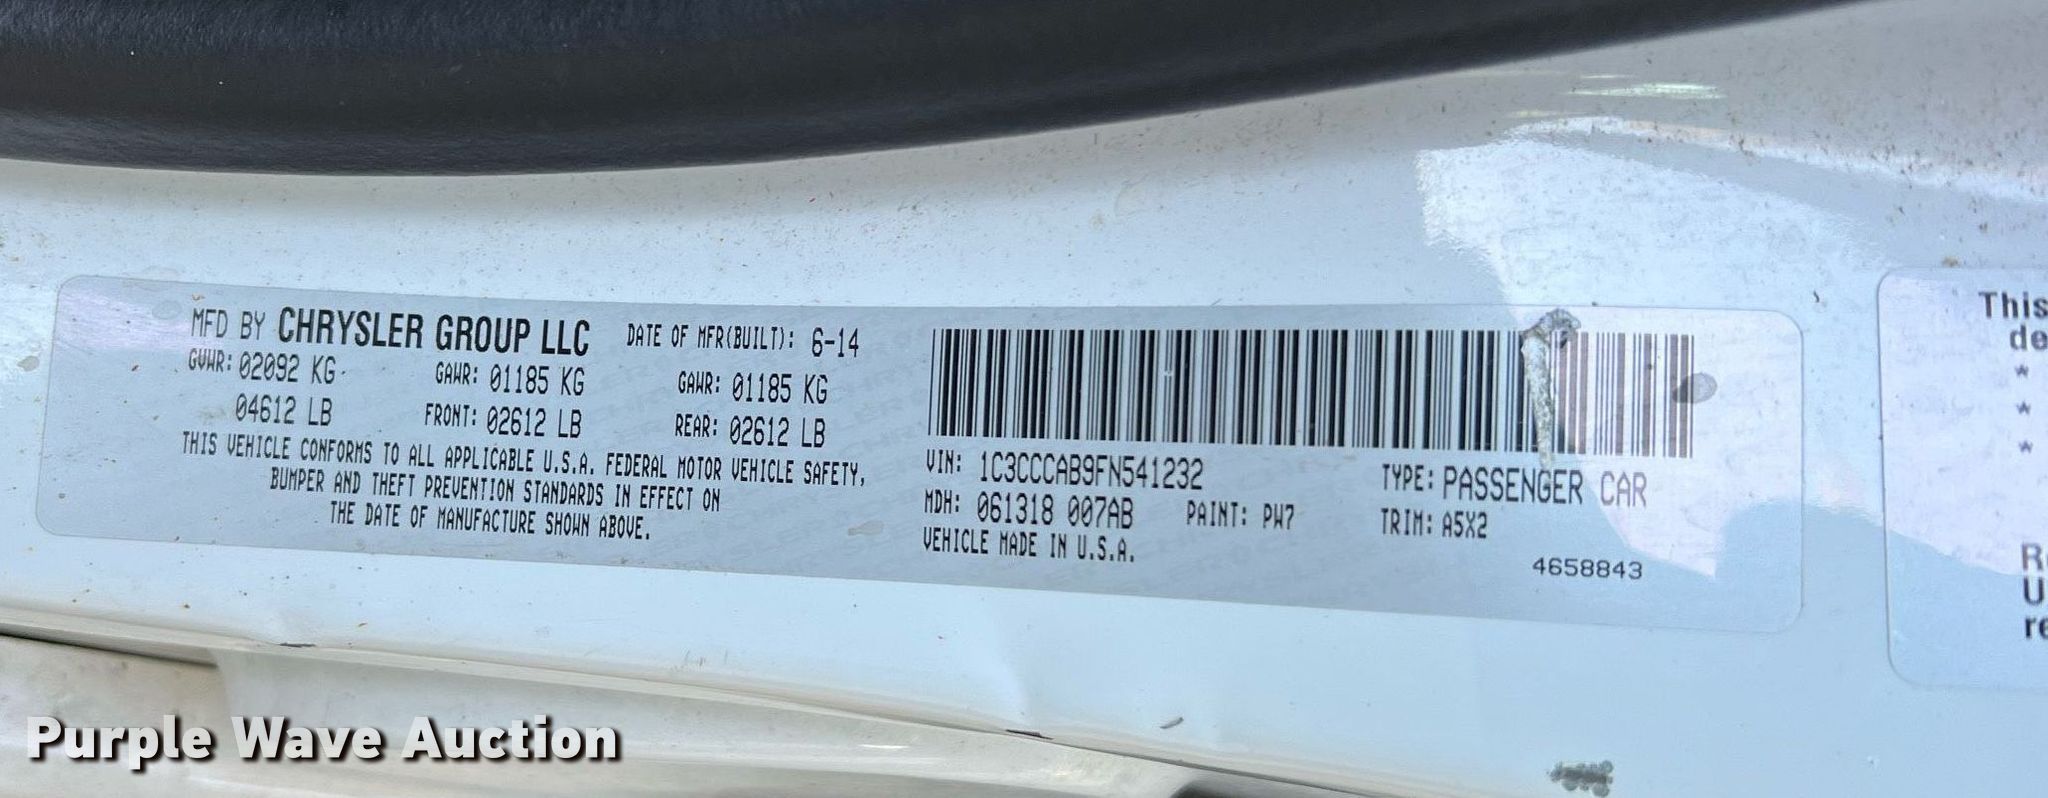 MFD BY CHRYSLER GROUP LLC DATE OF MFR(BUILT): 6-14
GVWR: 02092 KG GAWR: 01185 KG GAWR: 01185 KG
04612 LB FRONT: 02612 LB REAR: 02612 LB
THIS VEHICLE CONFORMS TO ALL APPLICABLE U.S.A. FEDERAL MOTOR VEHICLE SAFETY,
BUMPER AND THEFT PREVENTION STANDARDS IN EFFECT ON
THE DATE OF MANUFACTURE SHOWN ABOVE.
VIN: 1C3CCCAB9FN541232 TYPE: PASSENGER CAR
MDH: 061318 007AB PAINT: PW7 TRIM: A5X2
VEHICLE MADE IN U.S.A.
4658843
This
de
*
*
*
Re
U
re
Purple Wave Auction